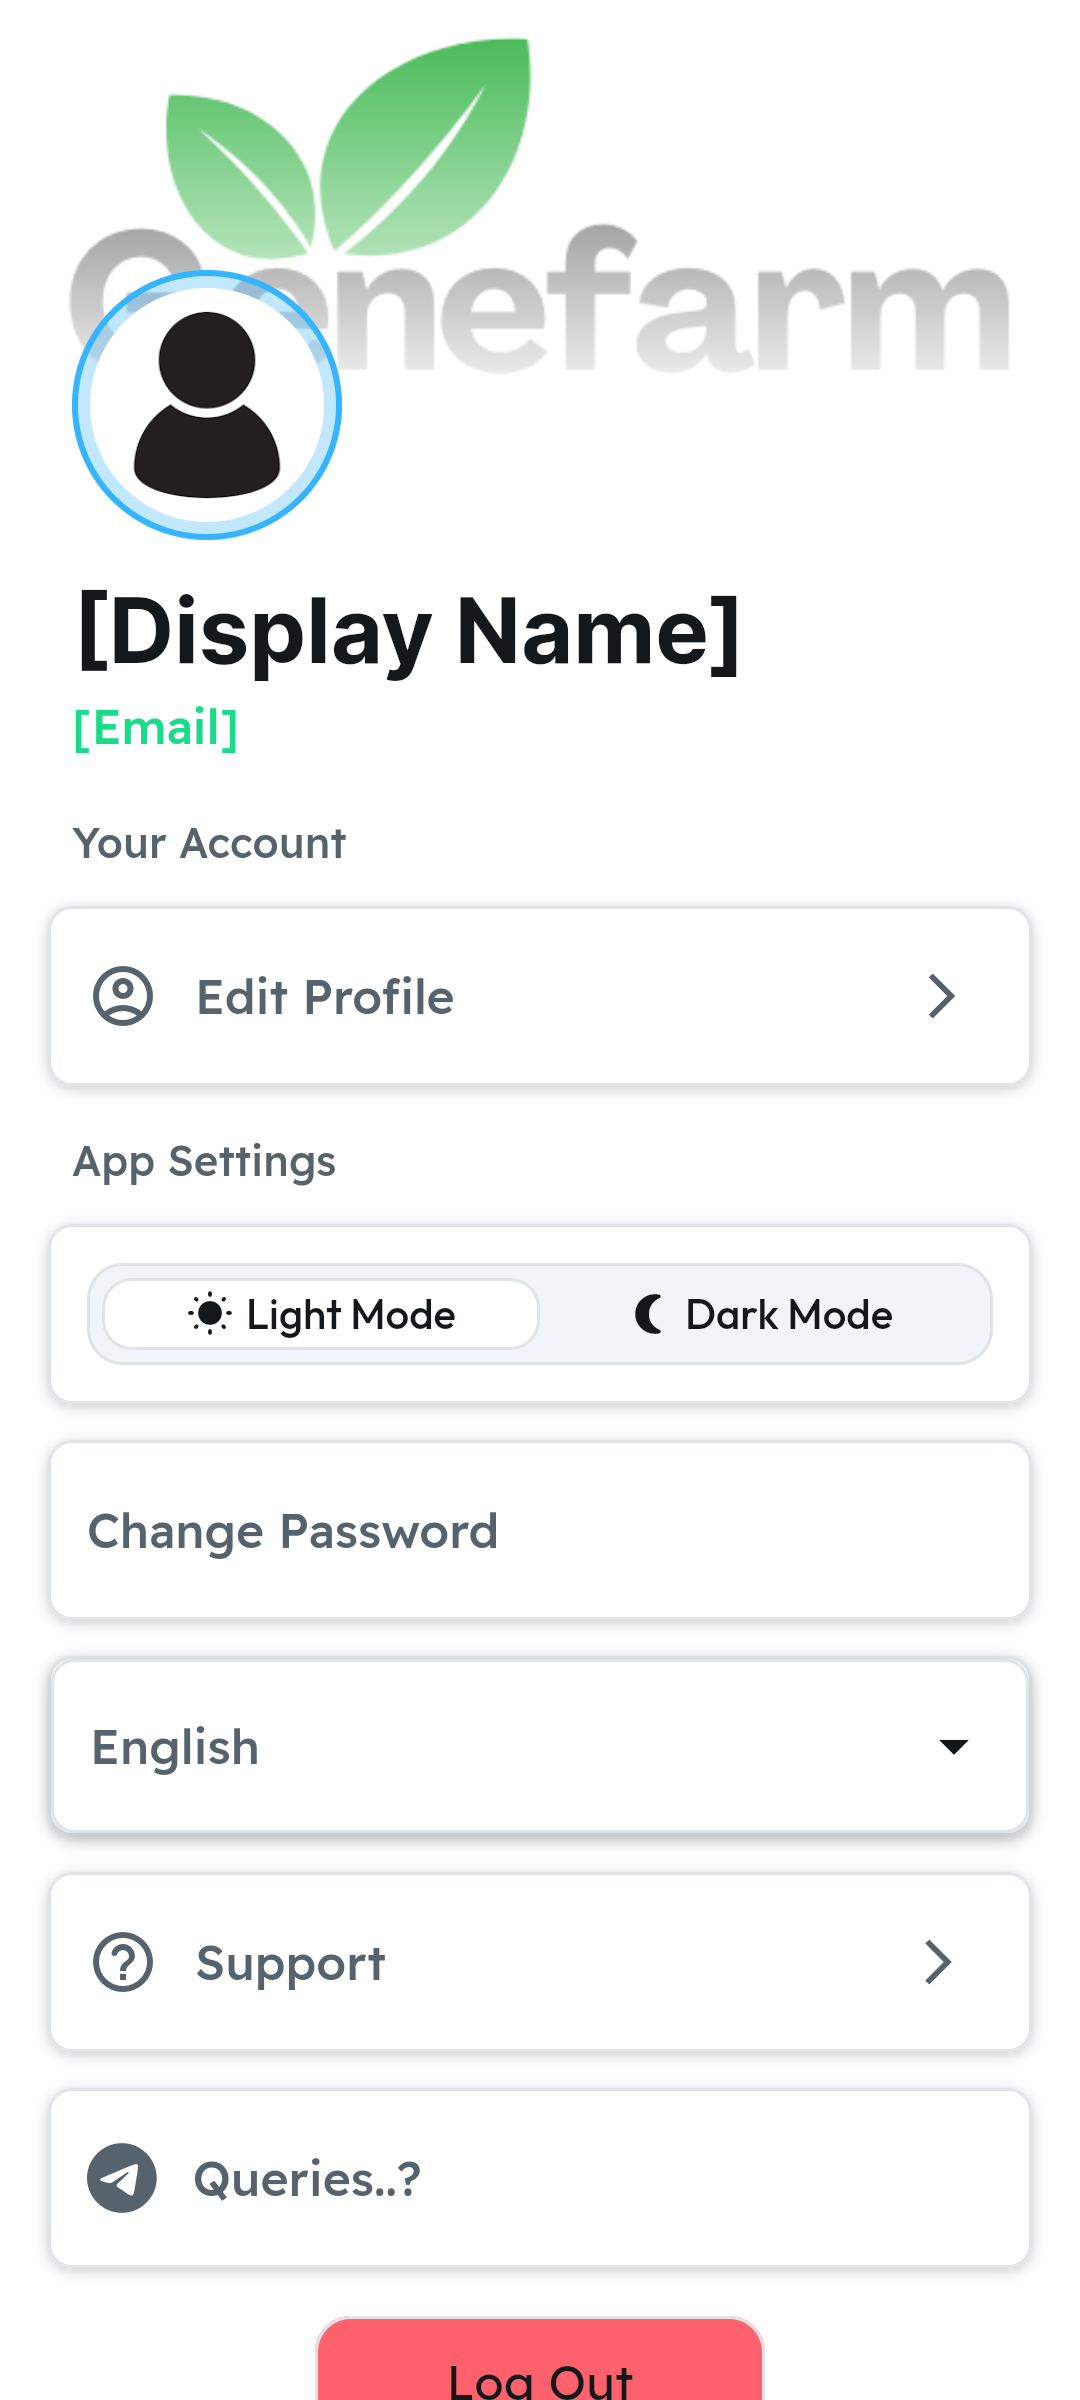 Genefarm
[Display Name]
[Email]
Your Account
Edit Profile
App Settings
Light Mode
Dark Mode
Change Password
English
Support
Queries..?
Log Out